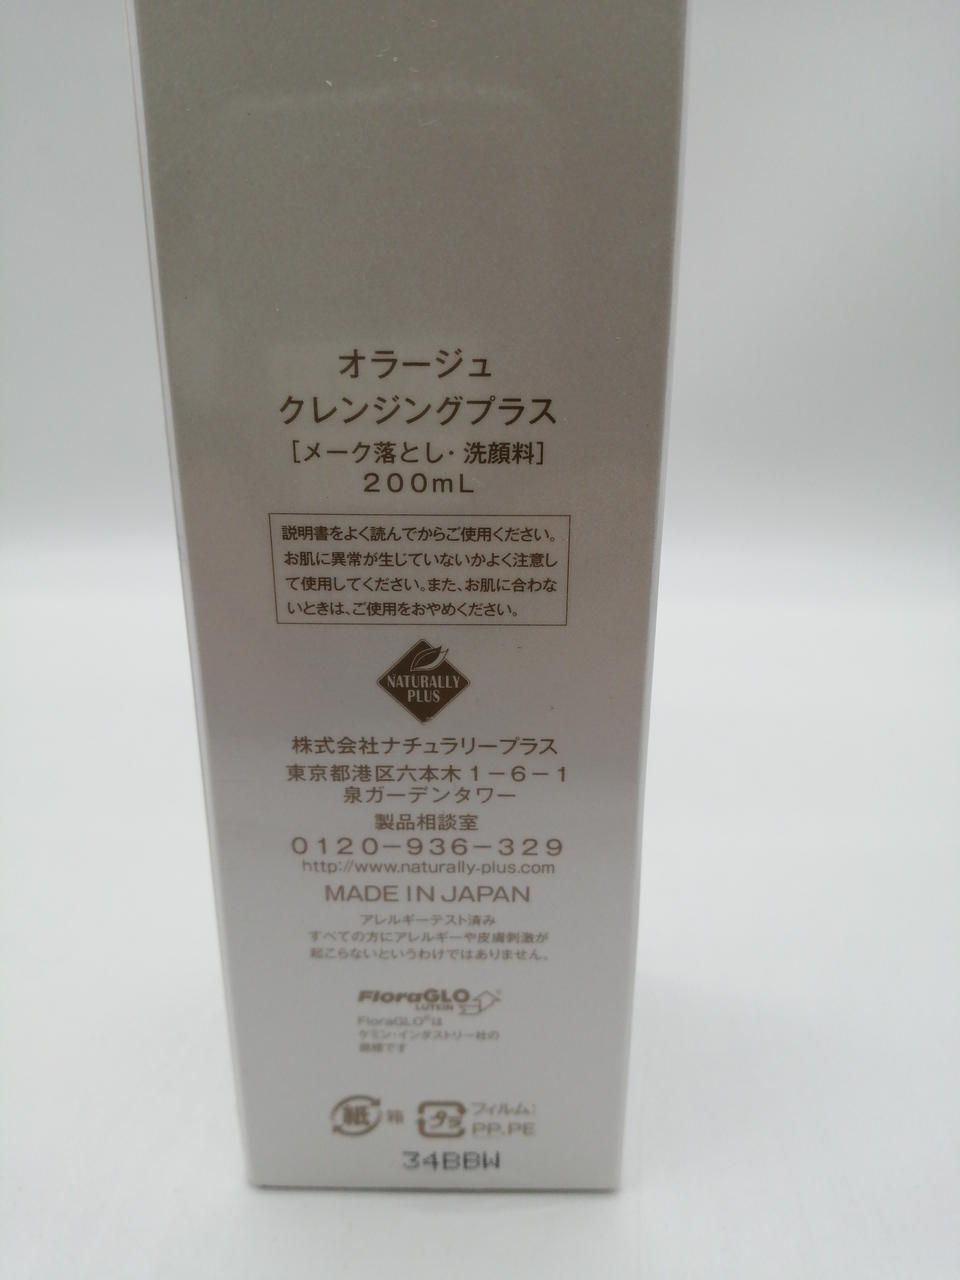 オラージュ
クレンジングプラス
［メーク落とし・洗顔料］
200mL
説明書をよく読んでからご使用ください。
お肌に異常が生じていないかよく注意し
て使用してください。また、お肌に合わな
いときは、ご使用をおやめください。
NATURALLY
PLUS
株式会社ナチュラリープラス
東京都港区六本木1-6-1
泉ガーデンタワー
製品相談室
0120-936-329
http://www.naturally-plus.com
MADE IN JAPAN
アレルギーテスト済み
すべての方にアレルギーや皮膚刺激が
起こらないというわけではありません。
FloraGLO
LUTEIN
FloraGLO®は
ケミン・インダストリー社の
商標です
紙 箱
プラ フィルム:
PP,PE
34BBW